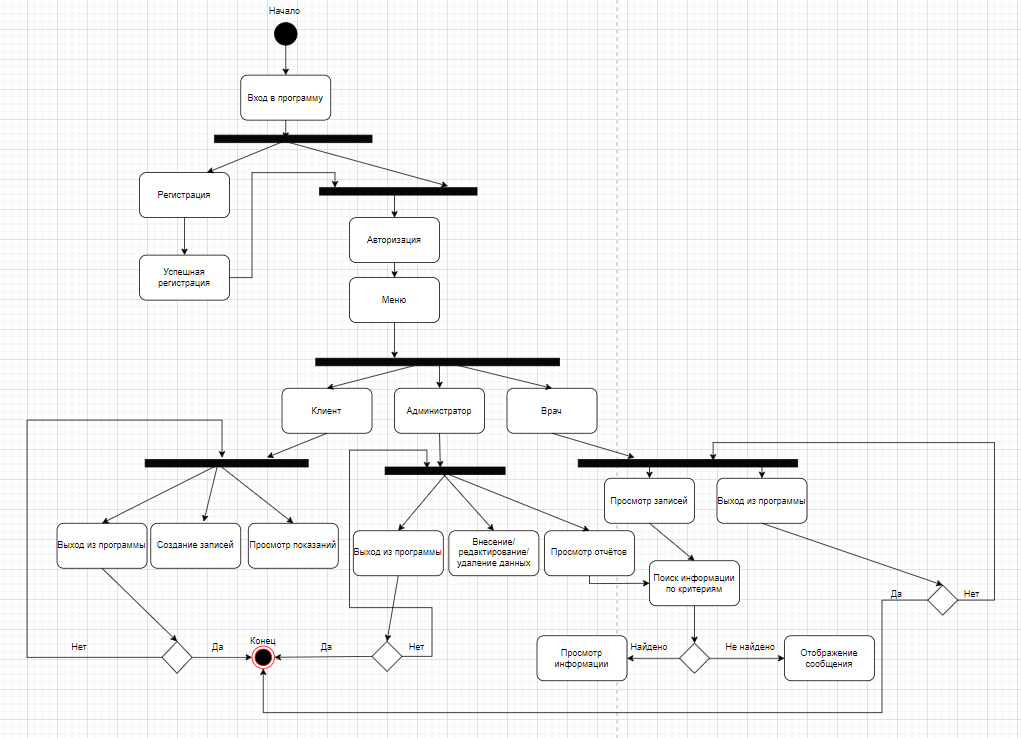 Начало
Вход в программу
Регистрация
Успешная
регистрация
Авторизация
Меню
Клиент
Администратор
Врач
Просмотр записей
Выход из программы
Выход из программы
Создание записей
Просмотр показаний
Выход из программы
Внесение/
редактирование/
удаление данных
Просмотр отчётов
Поиск информации
по критериям
Да
Нет
Нет
Да
Конец
Да
Нет
Просмотр
информации
Найдено
Не найдено
Отображение
сообщения